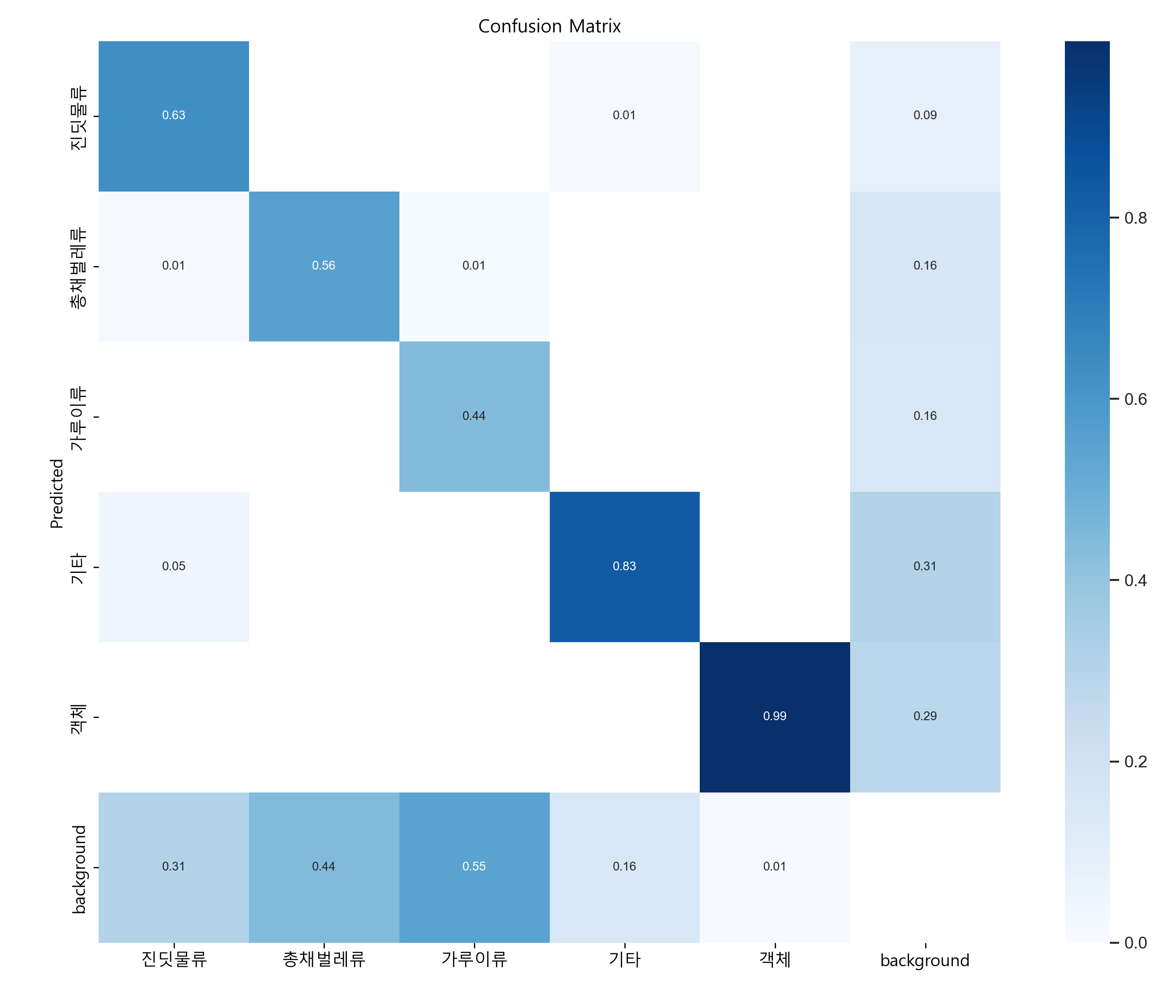 Confusion Matrix
진딧물류
0.63
0.01
0.09
총채벌레류
0.01
0.56
0.01
0.16
가루이류
0.44
0.16
기타
0.05
0.83
0.31
객체
0.99
0.29
background
0.31
0.44
0.55
0.16
0.01
Predicted
진딧물류
총채벌레류
가루이류
기타
객체
background
0.8
0.6
0.4
0.2
0.0